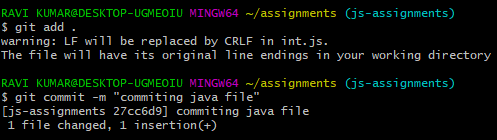 RAVI KUMAR@DESKTOP-UGMEOIU MINGW64 ~/assignments (js-assignments)
$ git add .
warning: LF will be replaced by CRLF in int.js.
The file will have its original line endings in your working directory
RAVI KUMAR@DESKTOP-UGMEOIU MINGW64 ~/assignments (js-assignments)
$ git commit -m "commiting java file"
[js-assignments 27cc6d9] commiting java file
1 file changed, 1 insertion(+)